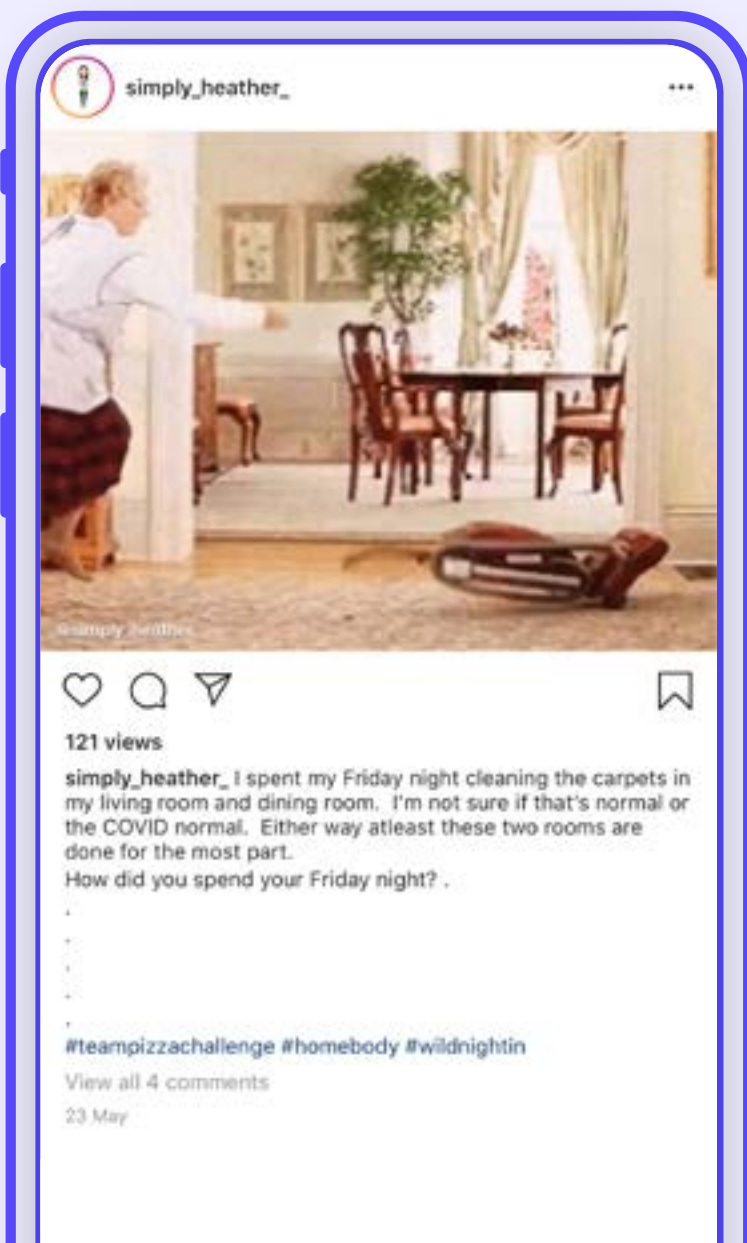 simply_heather_
@simply_heather_
121 views
simply_heather_ I spent my Friday night cleaning the carpets in
my living room and dining room. I'm not sure if that's normal or
the COVID normal. Either way atleast these two rooms are
done for the most part.
How did you spend your Friday night? .
.
.
.
.
.
#teampizzachallenge #homebody #wildnightin
View all 4 comments
23 May